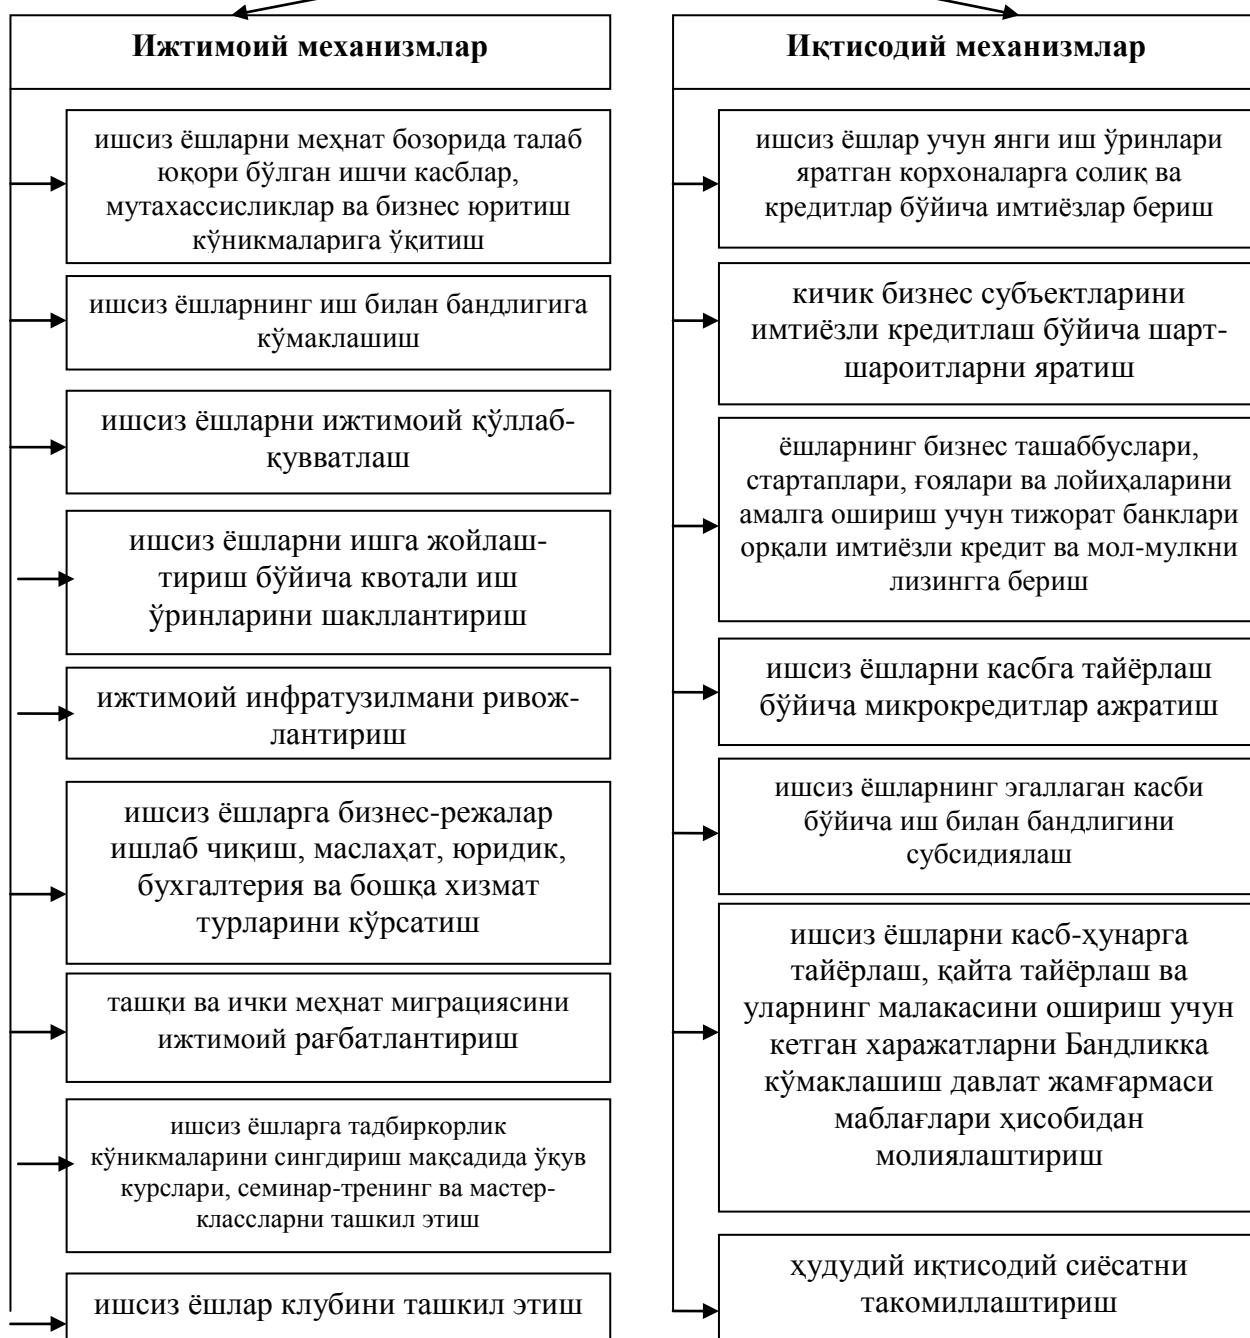 Ижтимоий механизмлар
ишсиз ёшларни меҳнат бозорида талаб
юқори бўлган ишчи касблар,
мутахассисликлар ва бизнес юритиш
кўникмаларига ўқитиш
ишсиз ёшларнинг иш билан бандлигига
кўмаклашиш
ишсиз ёшларни ижтимоий қўллаб-
қувватлаш
ишсиз ёшларни ишга жойлаш-
тириш бўйича квотали иш
ўринларини шакллантириш
ижтимоий инфратузилмани ривож-
лантириш
ишсиз ёшларга бизнес-режалар
ишлаб чиқиш, маслаҳат, юридик,
бухгалтерия ва бошқа хизмат
турларини кўрсатиш
ташқи ва ички меҳнат миграциясини
ижтимоий рағбатлантириш
ишсиз ёшларга тадбиркорлик
кўникмаларини сингдириш мақсадида ўқув
курслари, семинар-тренинг ва мастер-
классларни ташкил этиш
ишсиз ёшлар клубини ташкил этиш
Иқтисодий механизмлар
ишсиз ёшлар учун янги иш ўринлари
яратган корхоналарга солиқ ва
кредитлар бўйича имтиёзлар бериш
кичик бизнес субъектларини
имтиёзли кредитлаш бўйича шарт-
шароитларни яратиш
ёшларнинг бизнес ташаббуслари,
стартаплари, ғоялари ва лойиҳаларини
амалга ошириш учун тижорат банклари
орқали имтиёзли кредит ва мол-мулкни
лизингга бериш
ишсиз ёшларни касбга тайёрлаш
бўйича микрокредитлар ажратиш
ишсиз ёшларнинг эгаллаган касби
бўйича иш билан бандлигини
субсидиялаш
ишсиз ёшларни касб-ҳунарга
тайёрлаш, қайта тайёрлаш ва
уларнинг малакасини ошириш учун
кетган харажатларни Бандликка
кўмаклашиш давлат жамғармаси
маблағлари ҳисобидан
молиялаштириш
ҳудудий иқтисодий сиёсатни
такомиллаштириш